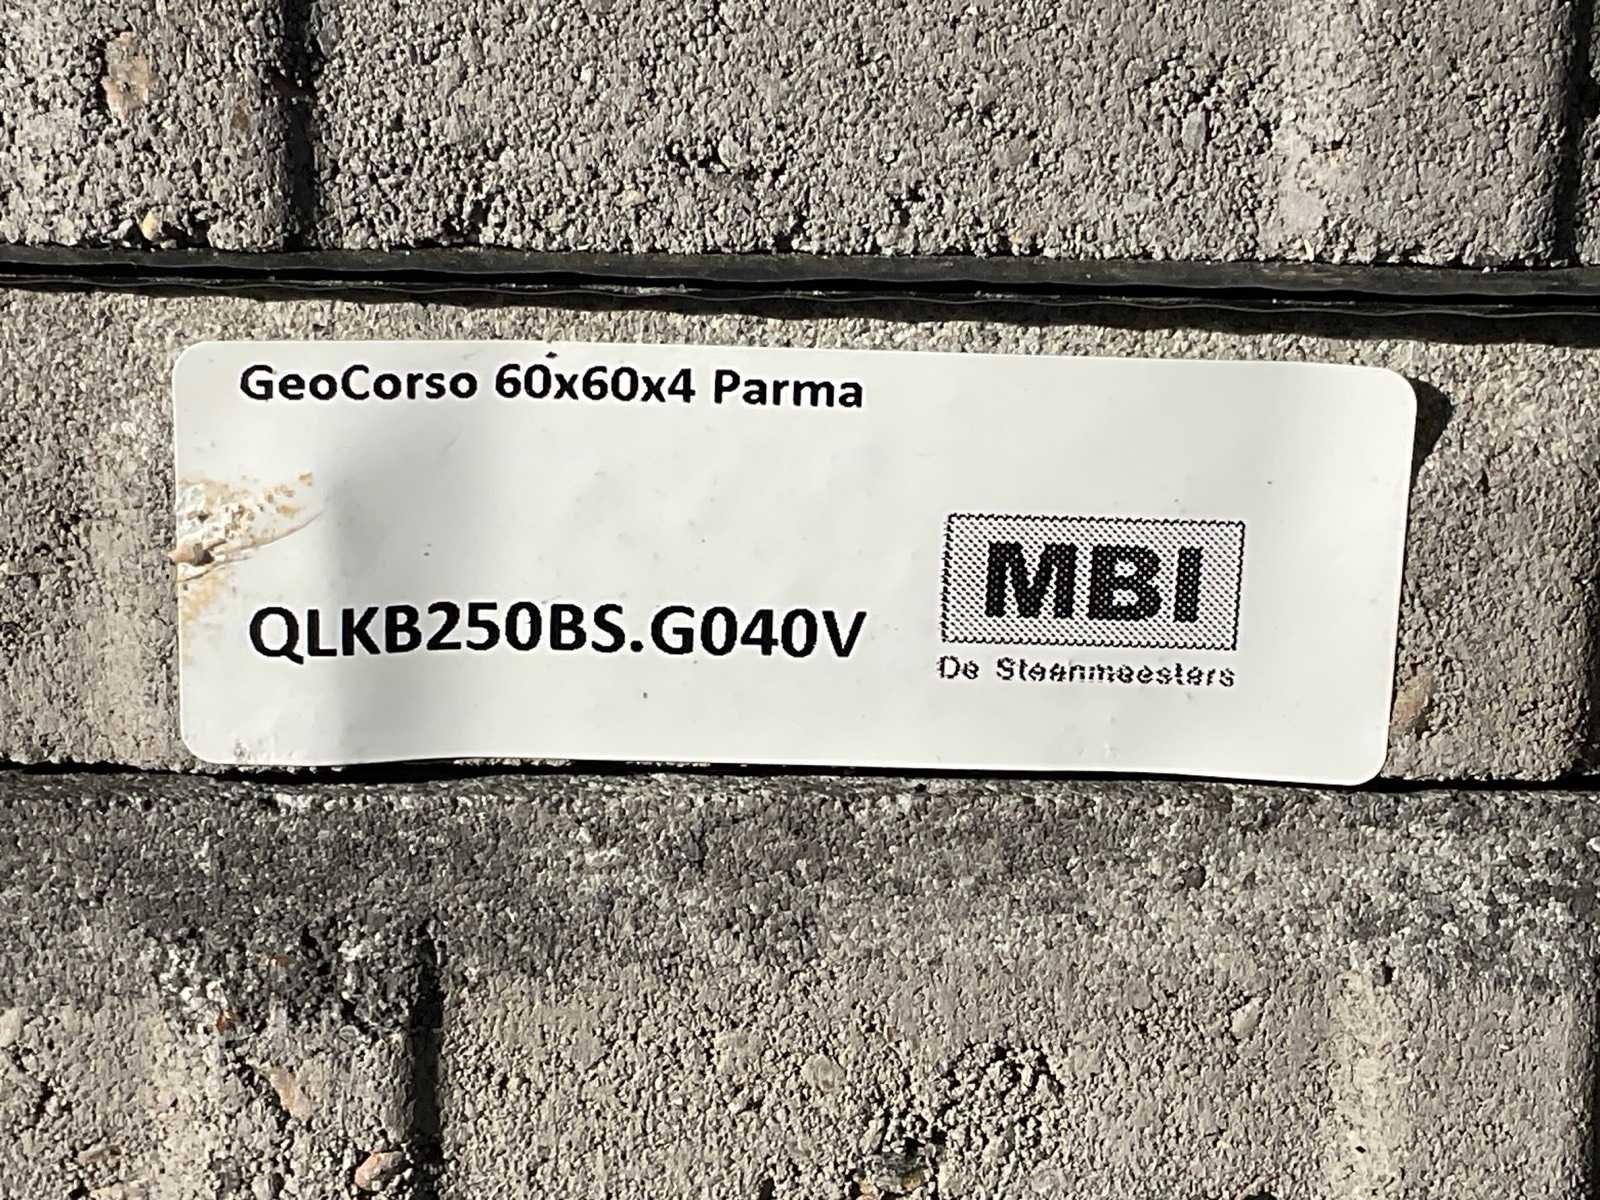 GeoCorso 60x60x4 Parma
QLKB250BS.G040V
MBI
De Steenmeesters